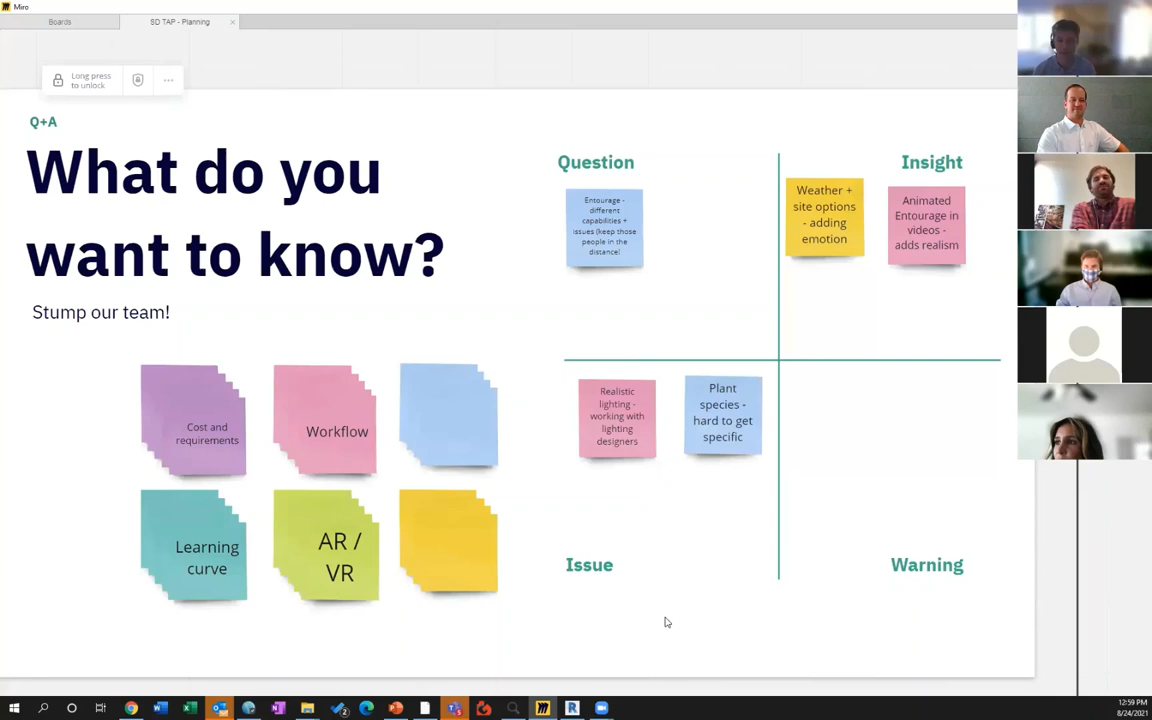 Miro
Boards
SD TAP - Planning
Long press
to unlock
Q+A
What do you
want to know?
Stump our team!
Cost and
requirements
Workflow
Learning
curve
AR /
VR
Question
Entourage -
different
capabilities +
issues (keep those
people in the
distance)
Insight
Weather +
site options
- adding
emotion
Animated
Entourage in
videos -
adds realism
Realistic
lighting -
working with
lighting
designers
Plant
species -
hard to get
specific
Issue
Warning
12:59 PM
8/24/2021